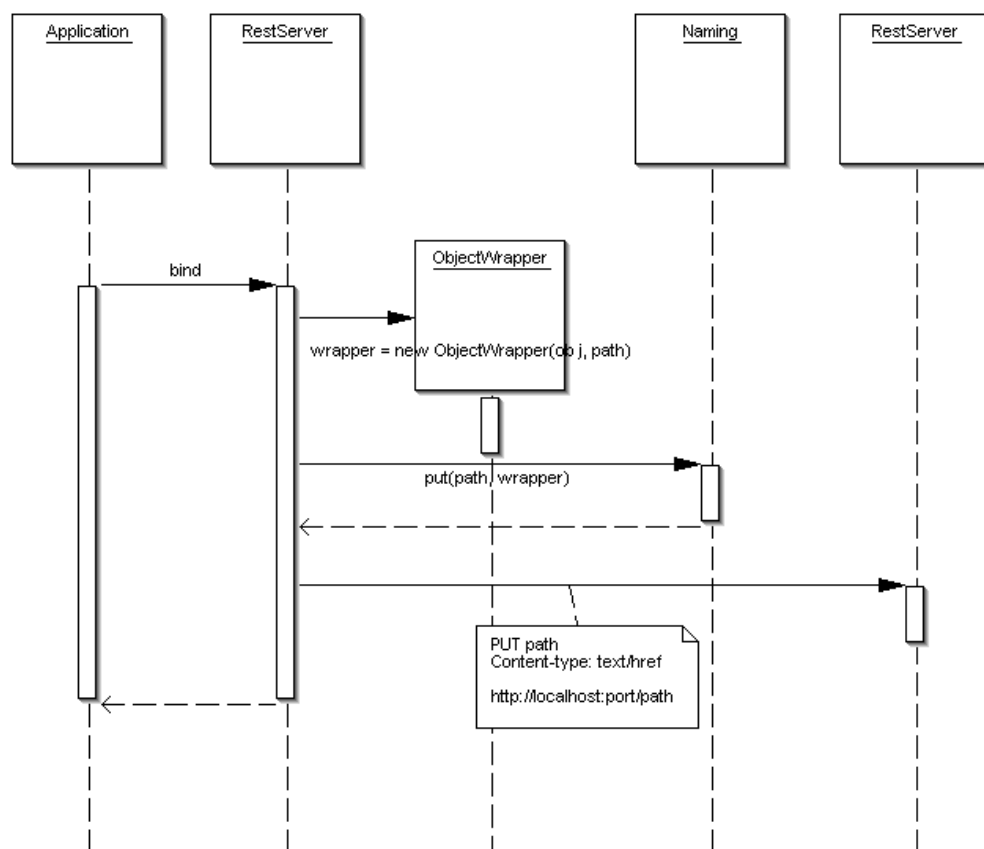 Application
RestServer
Naming
RestServer
ObjectWrapper
bind
wrapper = new ObjectWrapper(obj, path)
put(path, wrapper)
PUT path
Content-type: text/href
http://localhost:port/path